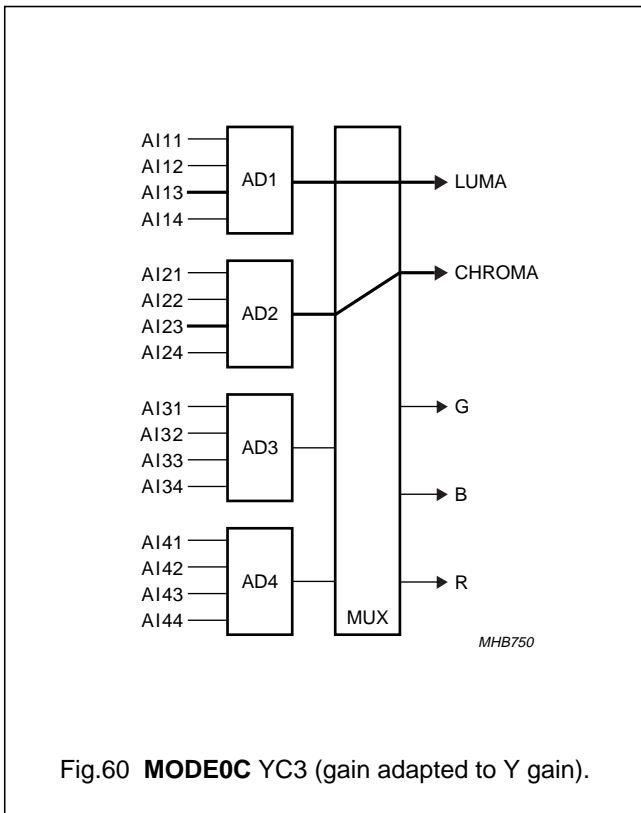 AI11
AI12
AI13
AI14
AD1
LUMA
AI21
AI22
AI23
AI24
AD2
CHROMA
AI31
AI32
AI33
AI34
AD3
G
B
AI41
AI42
AI43
AI44
AD4
R
MUX
MHB750
Fig.60 MODE0C YC3 (gain adapted to Y gain).